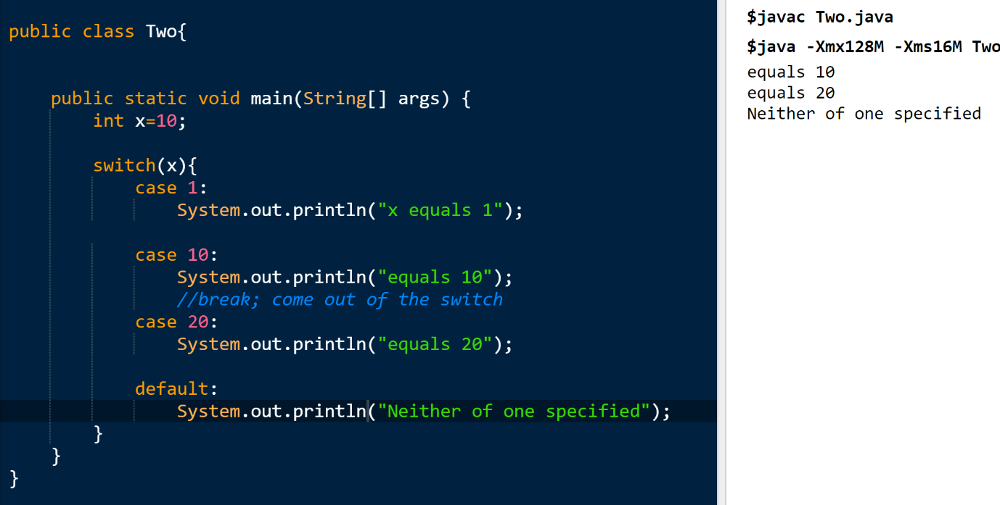 public class Two{
public static void main(String[] args) {
int x=10;
switch(x){
case 1:
System.out.println("x equals 1");
case 10:
System.out.println("equals 10");
//break; come out of the switch
case 20:
System.out.println("equals 20");
default:
System.out.println("Neither of one specified");
}
}
}
$javac Two.java
$java -Xmx128M -Xms16M Two
equals 10
equals 20
Neither of one specified